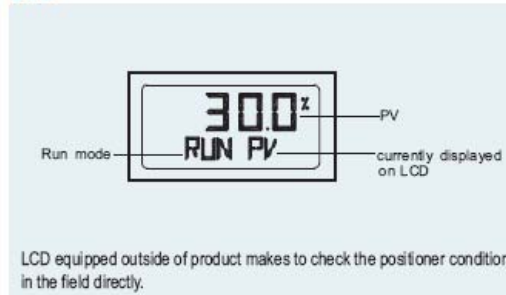 30.0%
PV
Run mode
RUN PV
currently displayed
on LCD
LCD equipped outside of product makes to check the positioner condition
in the field directly.